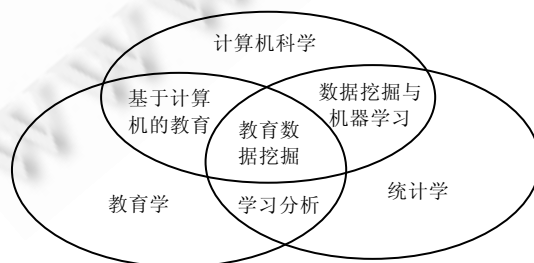 计算机科学
基于计算
机的教育
数据挖掘与
机器学习
教育数
据挖掘
教育学
学习分析
统计学